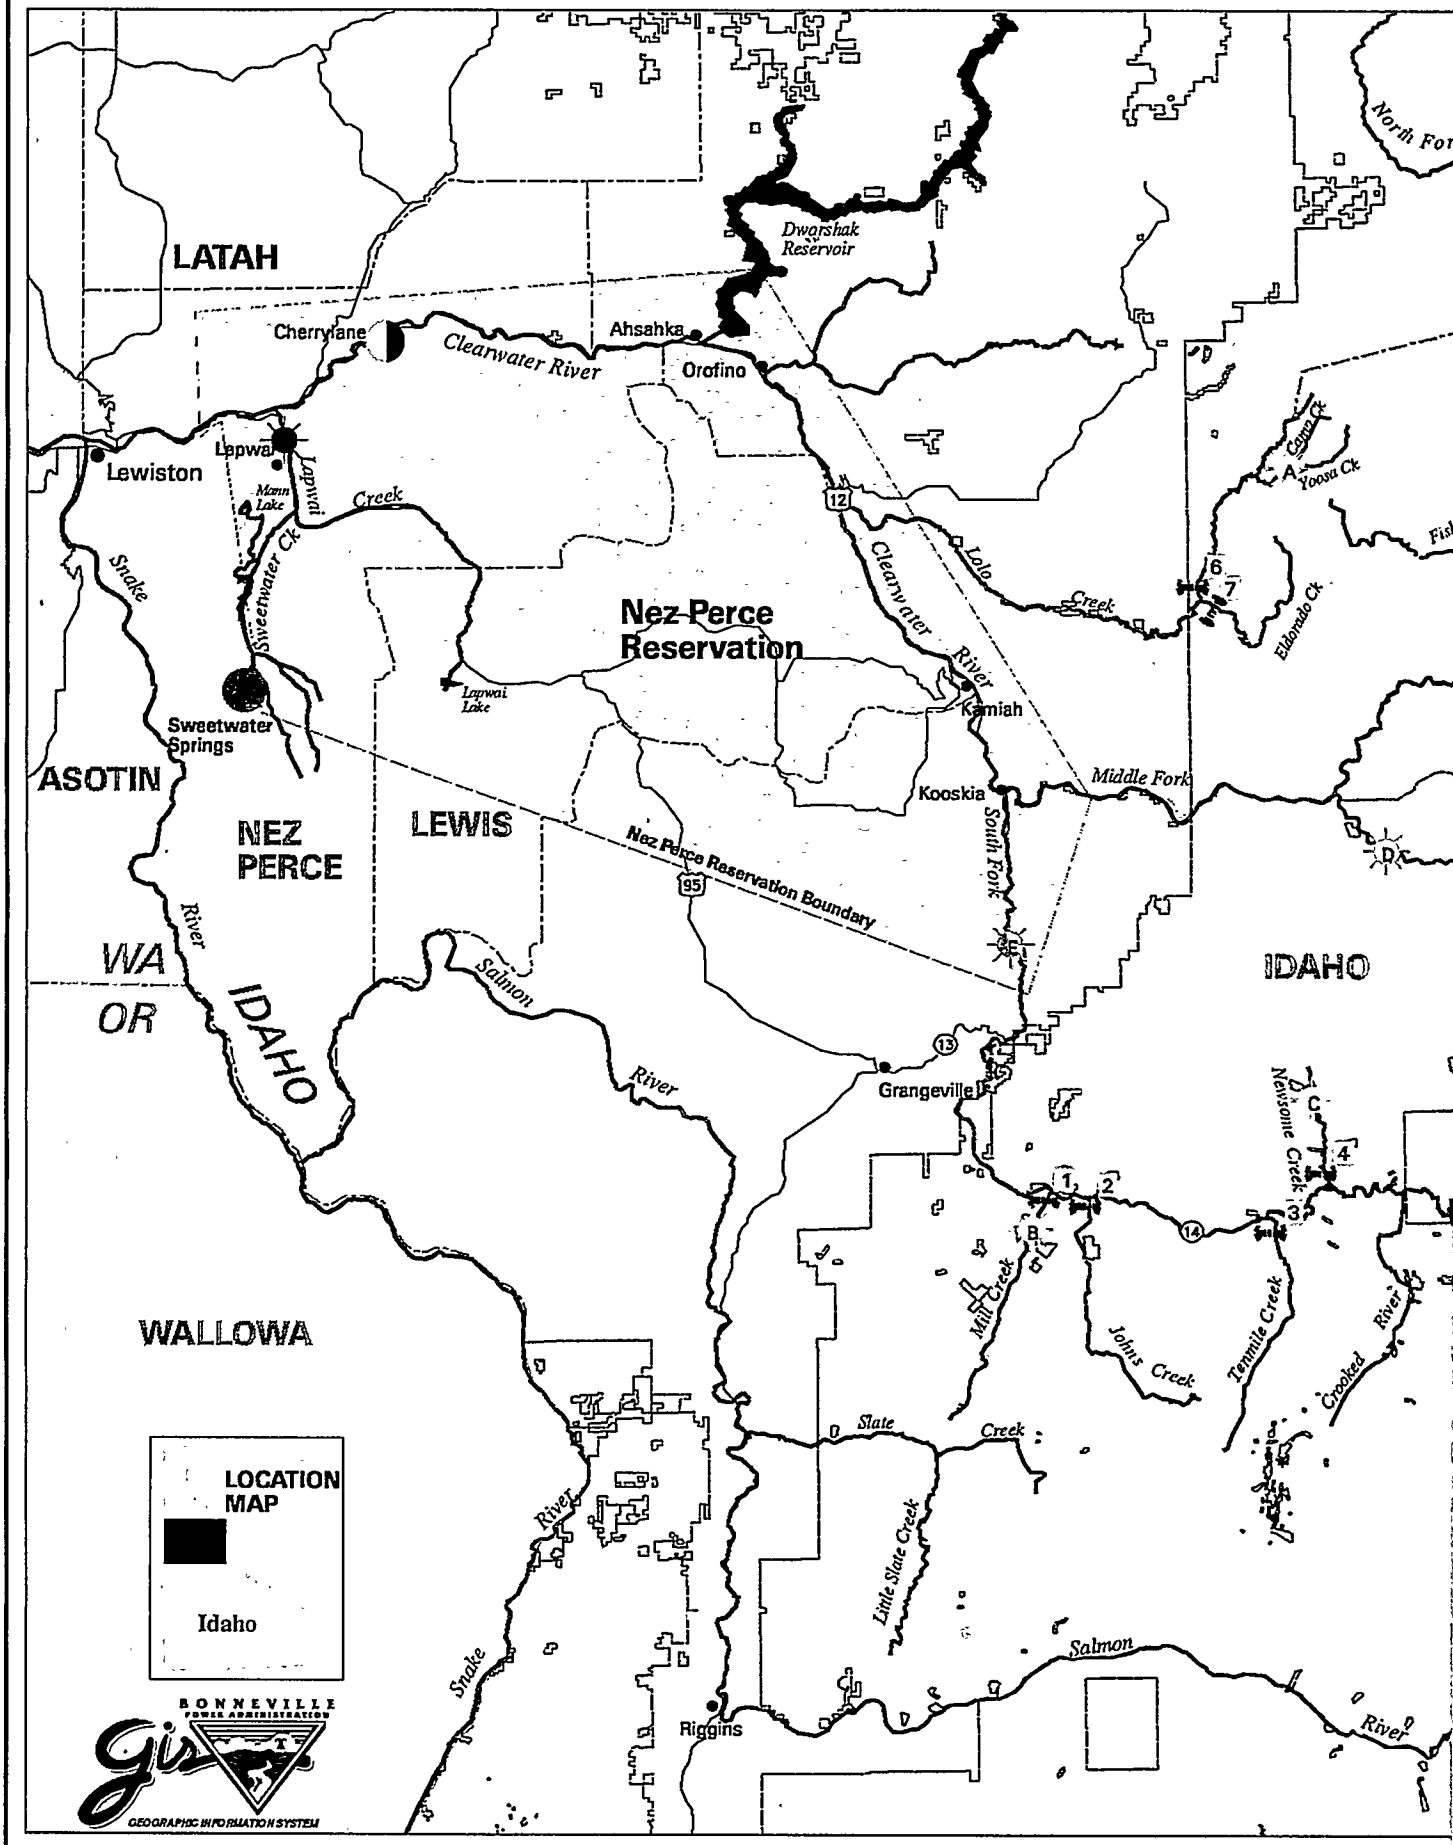 North For
Dworshak
Reservoir
LATAH
Cherrylane
Ahsahka
Clearwater River
Orofino
Camp Ck
A
Yoosa Ck
Lapwai
Lewiston
Mann
Lake
Lapwai
Creek
12
Fish
Snake
Sweetwater Ck
Clearwater
River
Lolo
Creek
6
7
Eldorado Ck
Nez Perce
Reservation
Lapwai
Lake
Kamiah
Sweetwater
Springs
ASOTIN
Middle Fork
Kooskia
South Fork
NEZ
PERCE
LEWIS
D
Nez Perce Reservation Boundary
95
River
E
WA
OR
IDAHO
IDAHO
Salmon
River
13
Grangeville
Newsome Creek
C
4
1
2
3
B
14
Mill Creek
Johns Creek
Tenmile Creek
Crooked
River
WALLOWA
Slate
Creek
Little Slate Creek
LOCATION
MAP
Idaho
River
Snake
Salmon
River
Riggins
BONNEVILLE
POWER ADMINISTRATION
gis
GEOGRAPHIC INFORMATION SYSTEM